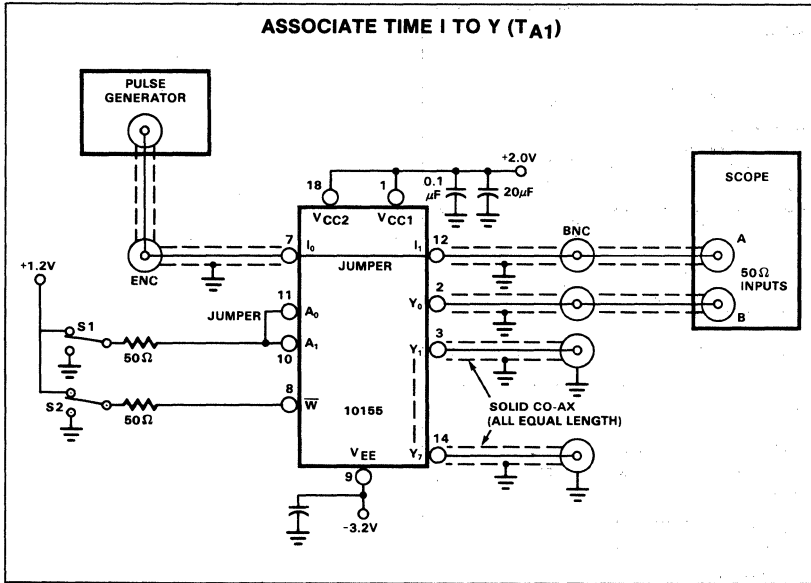 ASSOCIATE TIME I TO Y (TA1)
PULSE
GENERATOR
+2.0V
18
1
0.1
µF
20µF
SCOPE
VCC2
VCC1
7
I0
I1
12
BNC
A
JUMPER
50Ω
INPUTS
+1.2V
ENC
2
Y0
B
11
JUMPER
A0
3
Y1
S1
50Ω
10
A1
8
W̅
S2
50Ω
10155
SOLID CO-AX
(ALL EQUAL LENGTH)
14
Y7
VEE
9
-3.2V